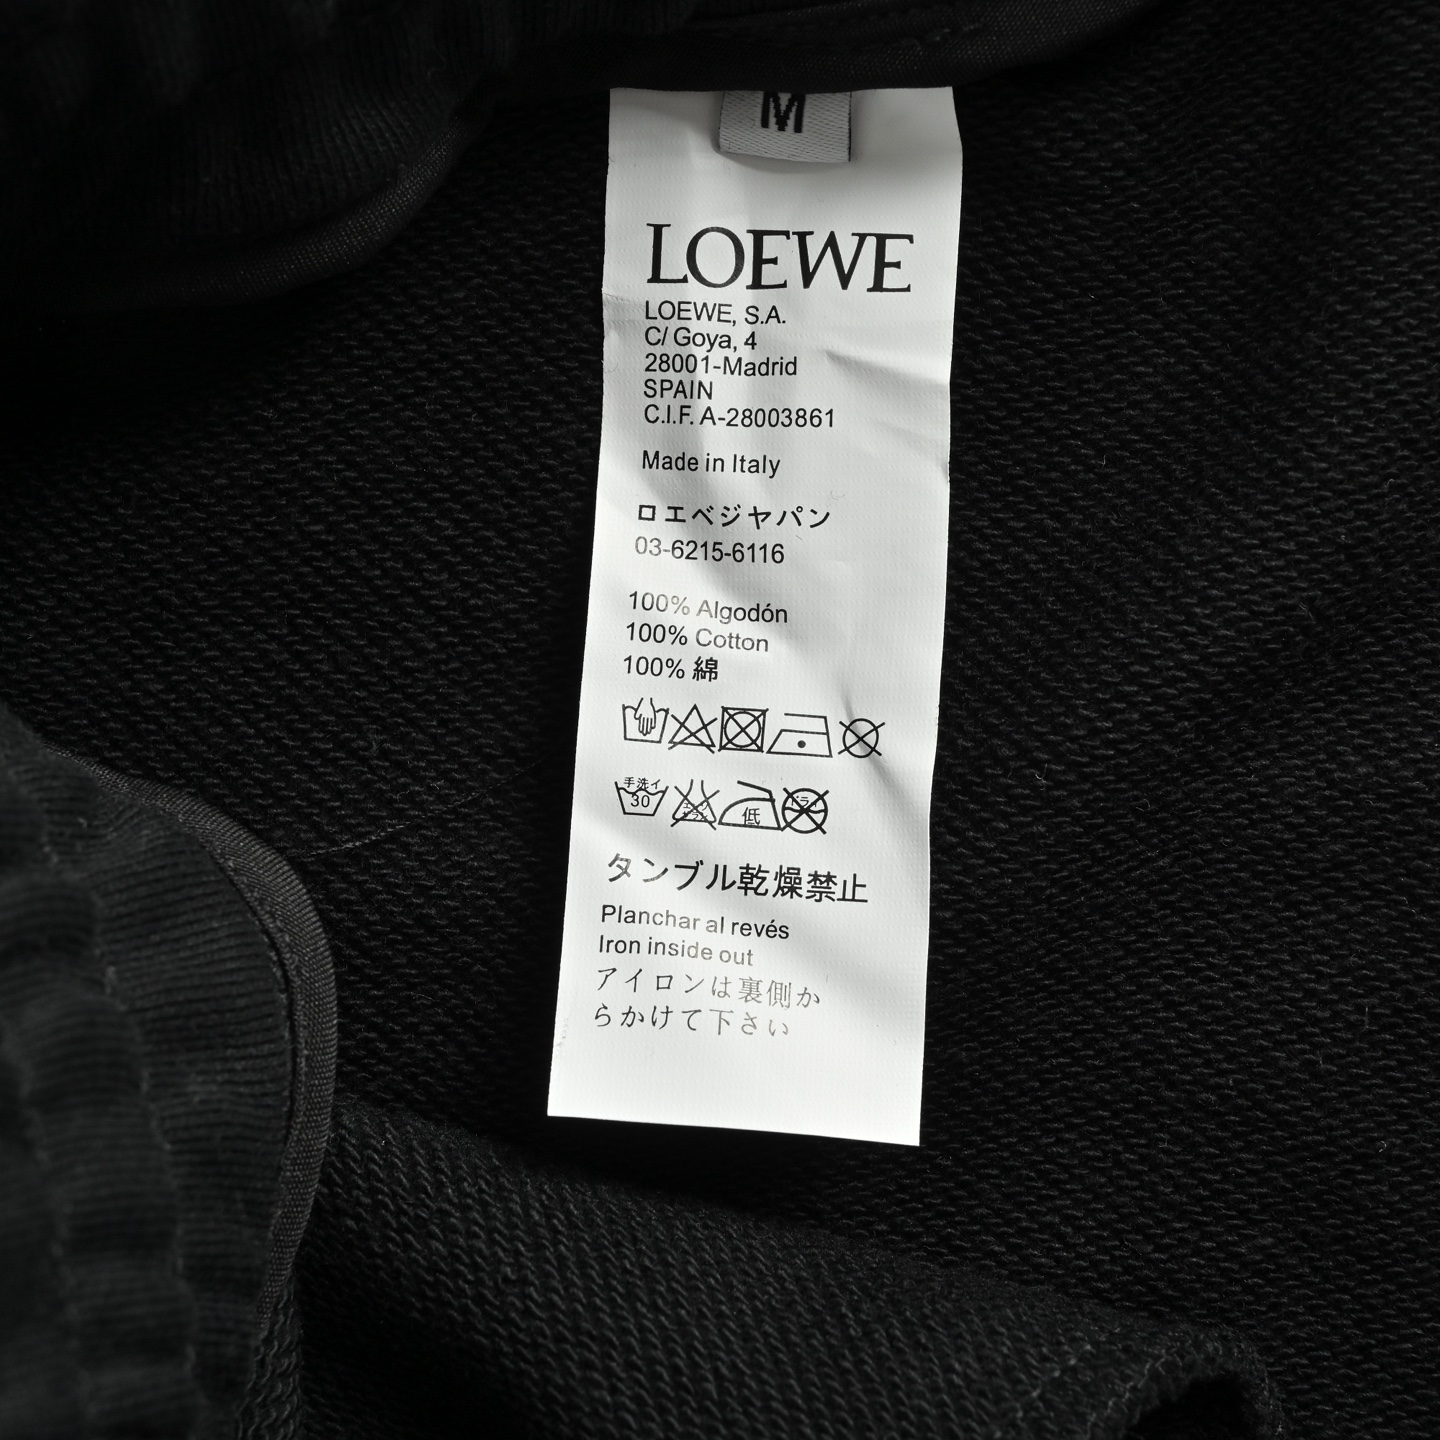 M
LOEWE
LOEWE, S.A.
C/ Goya, 4
28001-Madrid
SPAIN
C.I.F. A-28003861
Made in Italy
ロエベジヤパン
03-6215-6116
100% Algodón
100% Cotton
100% 綿
手洗イ
30
低
タンブル乾燥禁止
Planchar al revés
Iron inside out
アイロンは裏側か
らかけて下さい